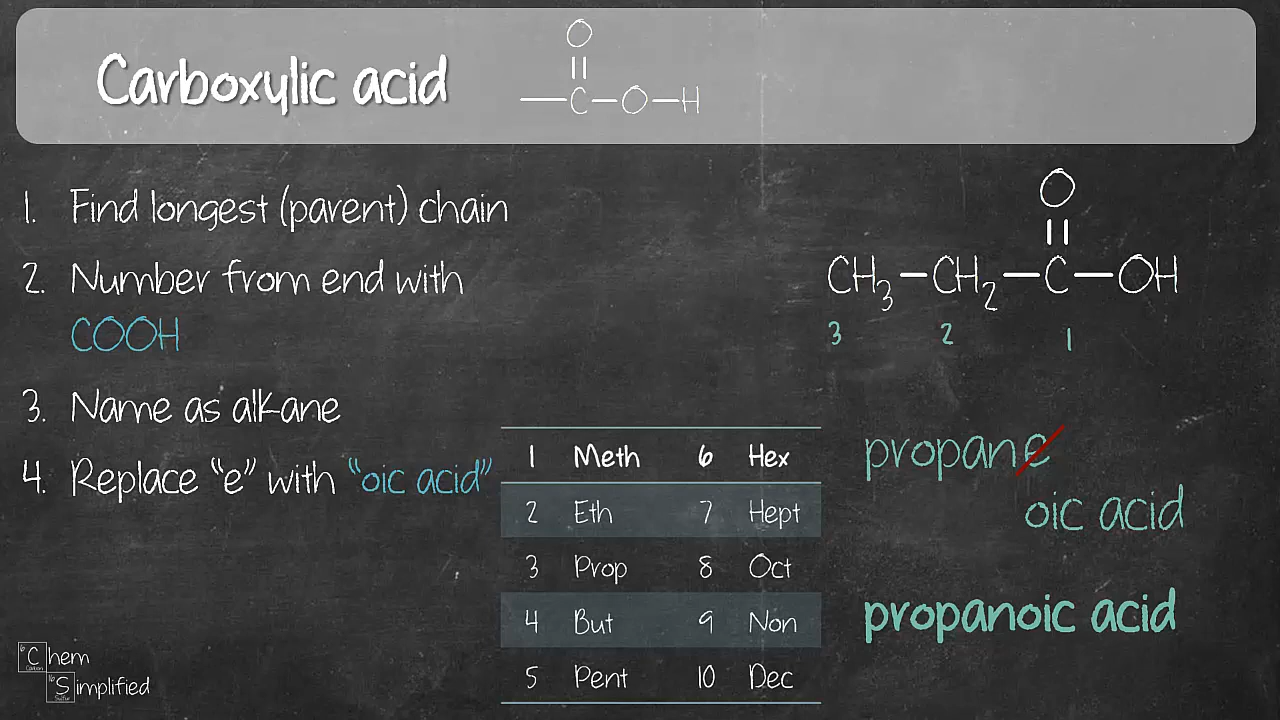 Carboxylic acid
O
C O H
1. Find longest (parent) chain
2. Number from end with
COOH
3. Name as alkane
4. Replace "e" with "oic acid"
O
CH3 CH2 C OH
3 2 1
propane
oic acid
propanoic acid
1 Meth 6 Hex
2 Eth 7 Hept
3 Prop 8 Oct
4 But 9 Non
5 Pent 10 Dec
Chem
Simplified